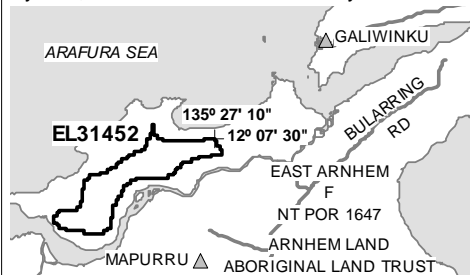 GALIWINKU
ARAFURA SEA
135º 27' 10"
EL31452
12º 07' 30"
BULARRING
RD
EAST ARNHEM
F
NT POR 1647
ARNHEM LAND
MAPURRU
ABORIGINAL LAND TRUST